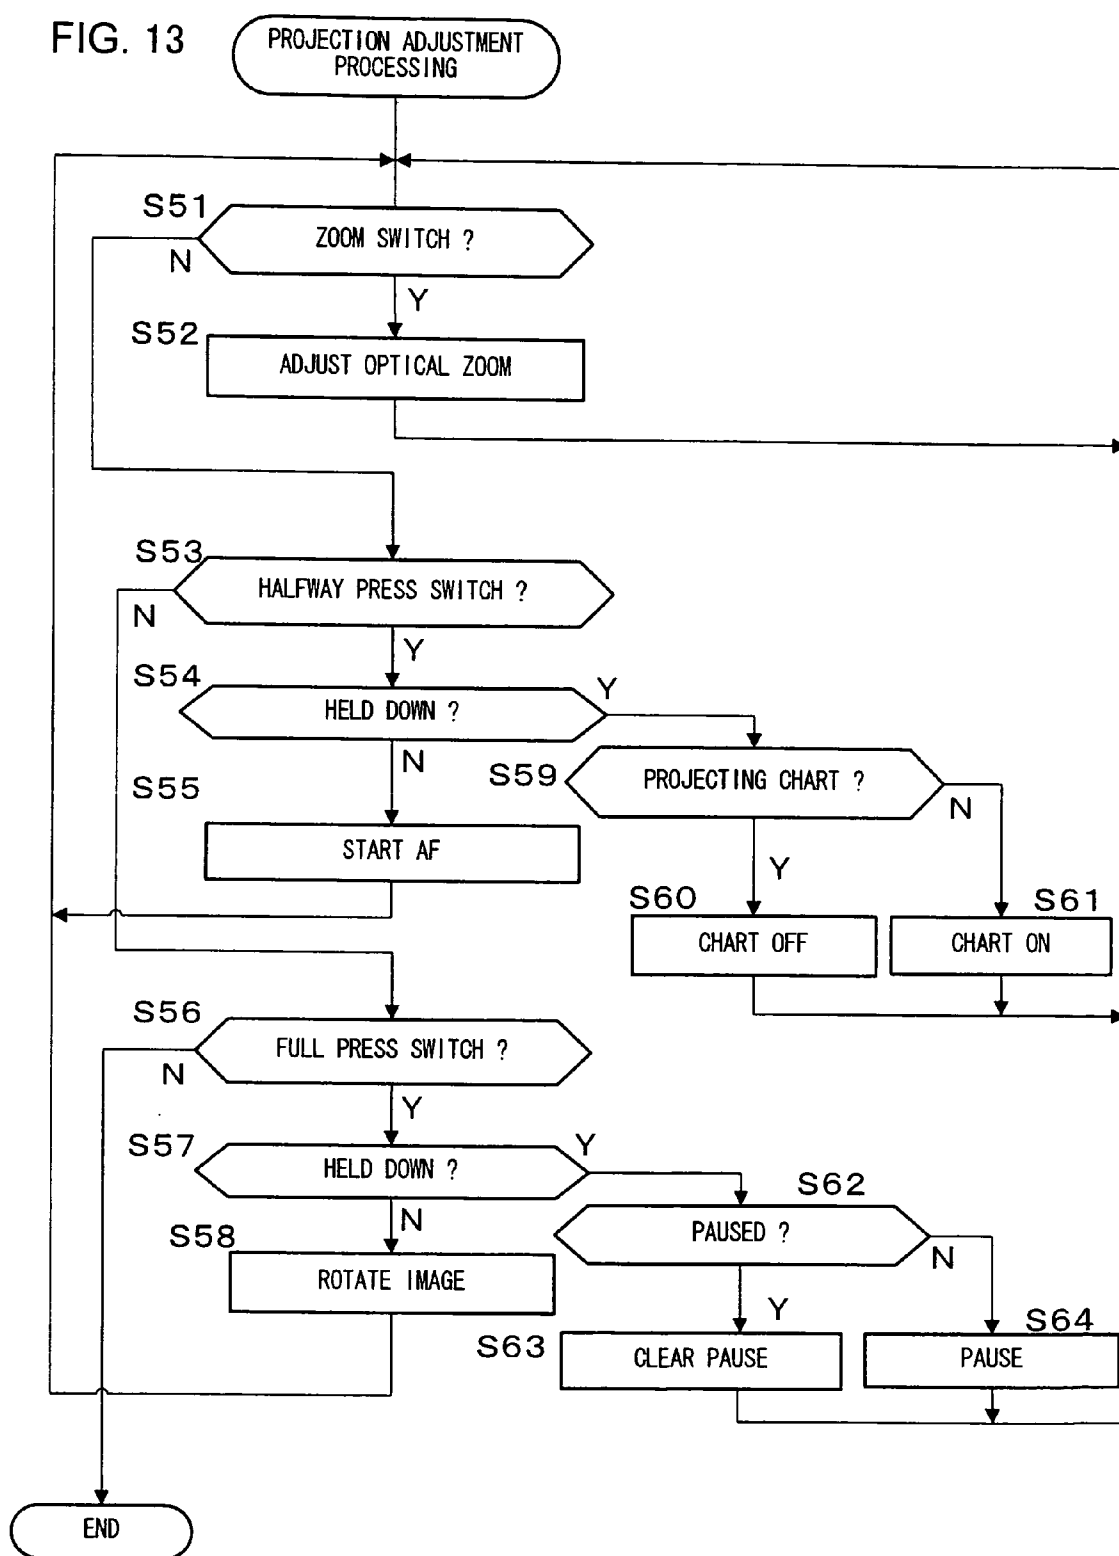 FIG. 13
PROJECTION ADJUSTMENT
PROCESSING
S51
ZOOM SWITCH ?
N
Y
S52
ADJUST OPTICAL ZOOM
S53
HALFWAY PRESS SWITCH ?
N
Y
S54
HELD DOWN ?
Y
N
S55
START AF
S59
PROJECTING CHART ?
N
Y
S60
CHART OFF
S61
CHART ON
S56
FULL PRESS SWITCH ?
N
Y
S57
HELD DOWN ?
Y
N
S58
ROTATE IMAGE
S62
PAUSED ?
N
Y
S63
CLEAR PAUSE
S64
PAUSE
END